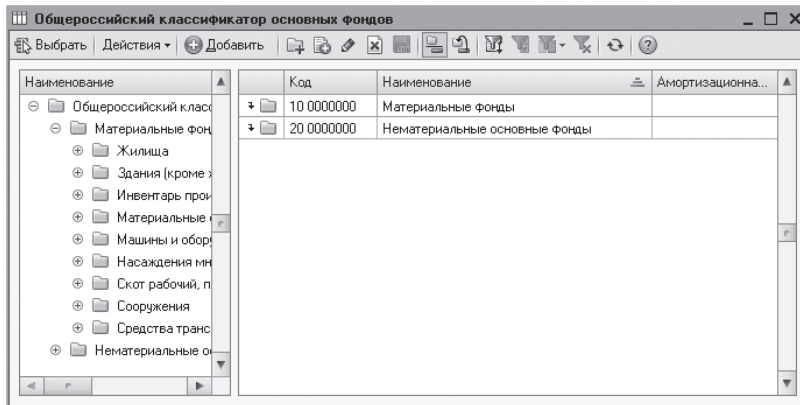 Общероссийский классификатор основных фондов
Выбрать Действия Добавить
Наименование
Общероссийский класс
Материальные фон
Жилища
Здания (кроме
Инвентарь прои
Материальные
Машины и обору
Насаждения мн
Скот рабочий, п
Сооружения
Средства транс
Нематериальные о
Код Наименование Амортизационна...
10 0000000 Материальные фонды
20 0000000 Нематериальные основные фонды